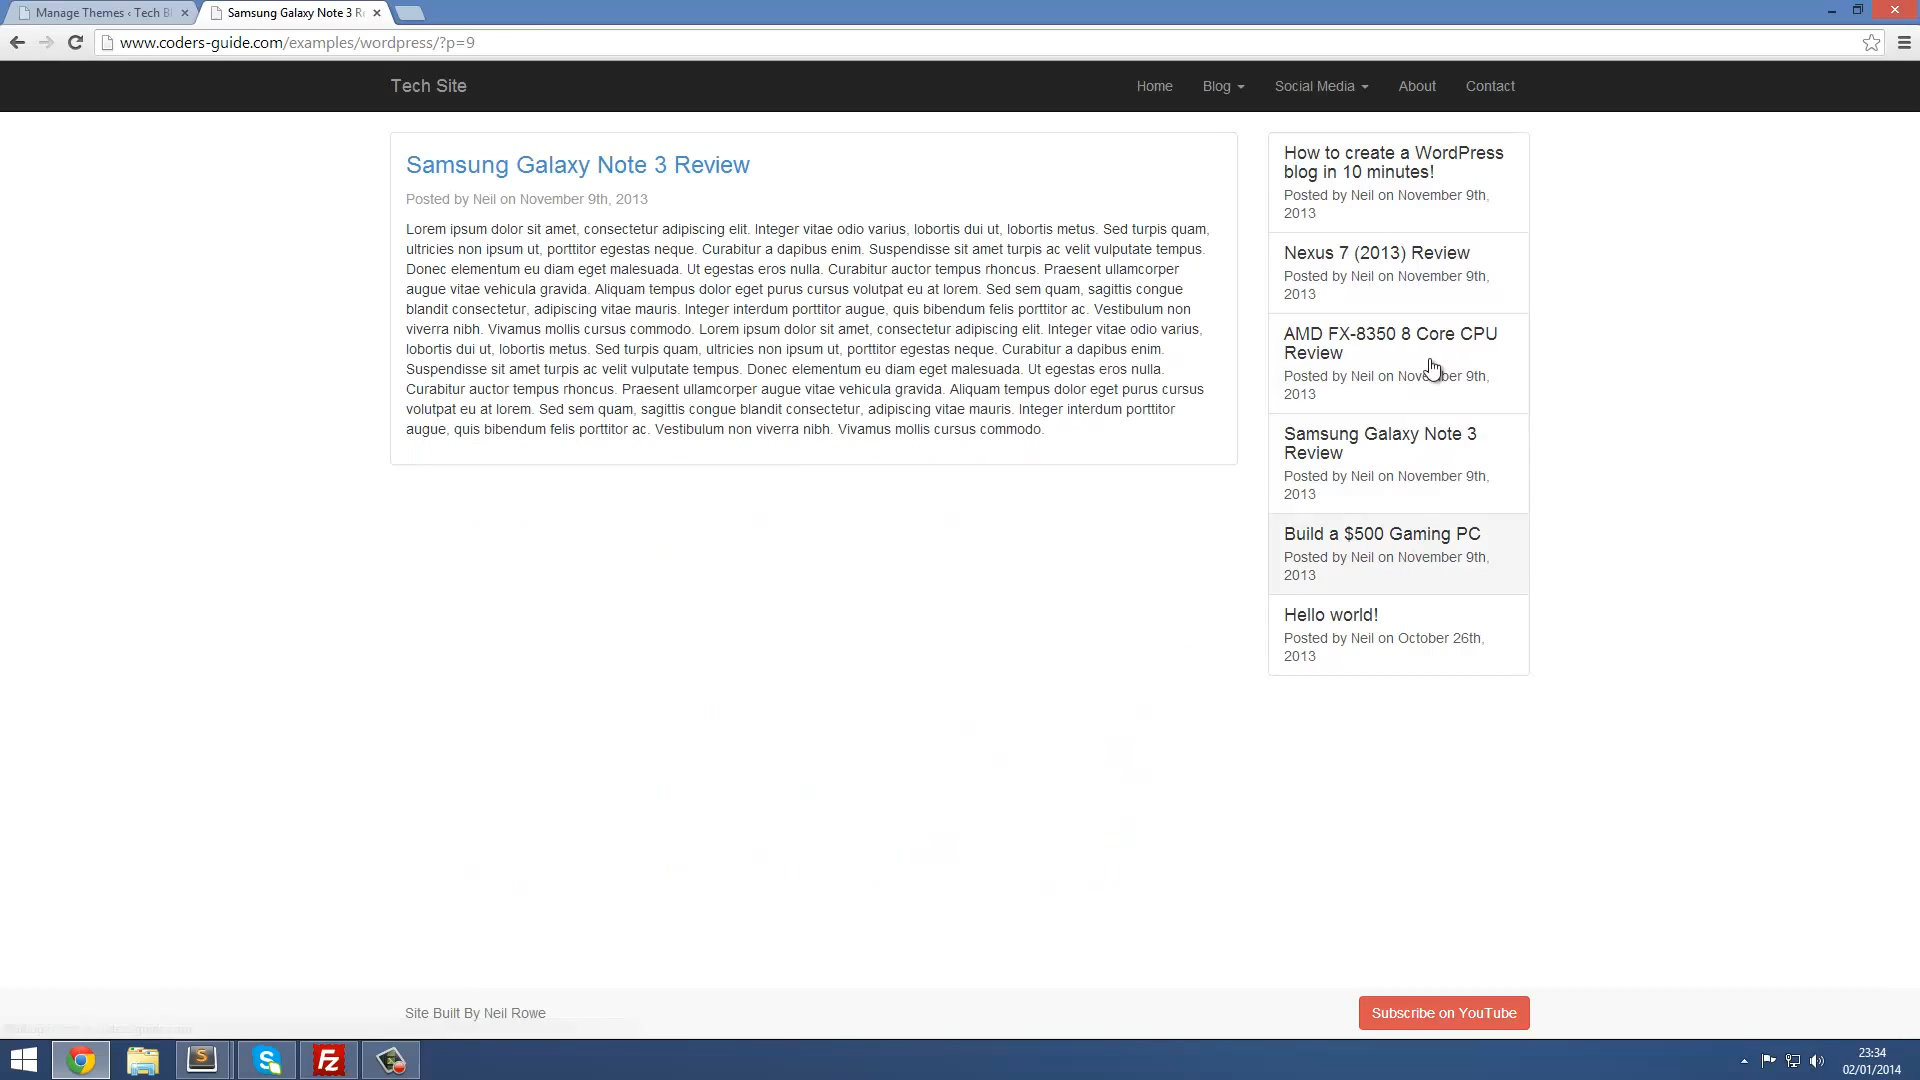 Manage Themes ‹ Tech Bl
Samsung Galaxy Note 3 Re
www.coders-guide.com/examples/wordpress/?p=9
Tech Site
Home
Blog
Social Media
About
Contact
Samsung Galaxy Note 3 Review
Posted by Neil on November 9th, 2013
Lorem ipsum dolor sit amet, consectetur adipiscing elit. Integer vitae odio varius, lobortis dui ut, lobortis metus. Sed turpis quam,
ultricies non ipsum ut, porttitor egestas neque. Curabitur a dapibus enim. Suspendisse sit amet turpis ac velit vulputate tempus.
Donec elementum eu diam eget malesuada. Ut egestas eros nulla. Curabitur auctor tempus rhoncus. Praesent ullamcorper
augue vitae vehicula gravida. Aliquam tempus dolor eget purus cursus volutpat eu at lorem. Sed sem quam, sagittis congue
blandit consectetur, adipiscing vitae mauris. Integer interdum porttitor augue, quis bibendum felis porttitor ac. Vestibulum non
viverra nibh. Vivamus mollis cursus commodo. Lorem ipsum dolor sit amet, consectetur adipiscing elit. Integer vitae odio varius,
lobortis dui ut, lobortis metus. Sed turpis quam, ultricies non ipsum ut, porttitor egestas neque. Curabitur a dapibus enim.
Suspendisse sit amet turpis ac velit vulputate tempus. Donec elementum eu diam eget malesuada. Ut egestas eros nulla.
Curabitur auctor tempus rhoncus. Praesent ullamcorper augue vitae vehicula gravida. Aliquam tempus dolor eget purus cursus
volutpat eu at lorem. Sed sem quam, sagittis congue blandit consectetur, adipiscing vitae mauris. Integer interdum porttitor
augue, quis bibendum felis porttitor ac. Vestibulum non viverra nibh. Vivamus mollis cursus commodo.
How to create a WordPress
blog in 10 minutes!
Posted by Neil on November 9th,
2013
Nexus 7 (2013) Review
Posted by Neil on November 9th,
2013
AMD FX-8350 8 Core CPU
Review
Posted by Neil on November 9th,
2013
Samsung Galaxy Note 3
Review
Posted by Neil on November 9th,
2013
Build a $500 Gaming PC
Posted by Neil on November 9th,
2013
Hello world!
Posted by Neil on October 26th,
2013
Site Built By Neil Rowe
Subscribe on YouTube
23:34
02/01/2014